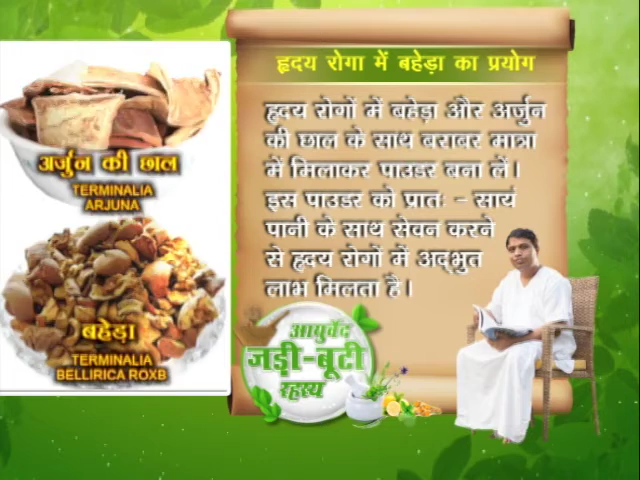 हृदय रोगा में बहेड़ा का प्रयोग
हृदय रोगों में बहेड़ा और अर्जुन
की छाल के साथ बराबर मात्रा
में मिलाकर पाउडर बना लें।
इस पाउडर को प्रातः - सायं
पानी के साथ सेवन करने
से हृदय रोगों में अद्भुत
लाभ मिलता है।
अर्जुन की छाल
TERMINALIA
ARJUNA
बहेड़ा
TERMINALIA
BELLIRICA ROXB
आयुर्वेद
जड़ी-बूटी
रहस्य